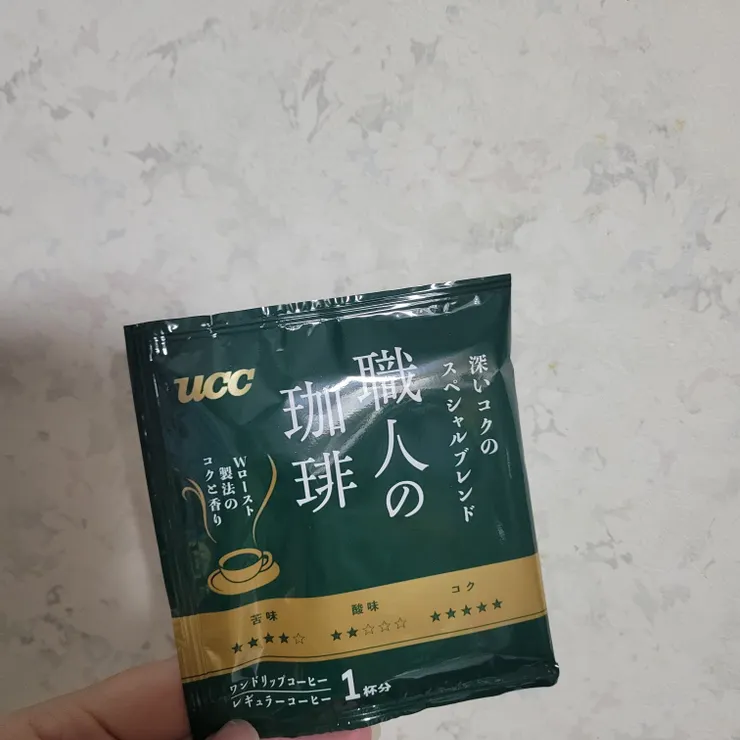 ucc
職人の
珈琲
深いコクの
スペシャルブレンド
Wロースト
製法の
コクと香り
苦味
★★★★☆
酸味
★★☆☆☆
コク
★★★★★
ワンドリップコーヒー
レギュラーコーヒー
1杯分